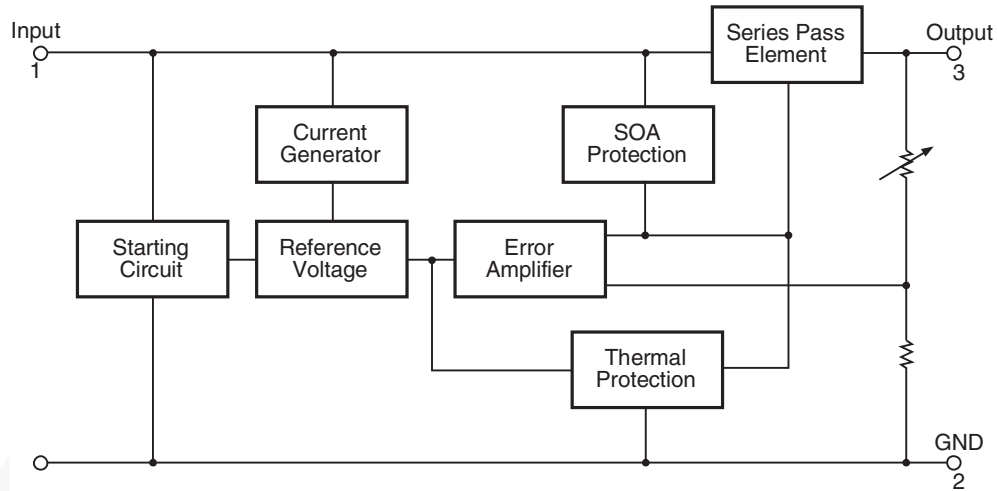 Input
1
Series Pass
Element
Output
3
Current
Generator
SOA
Protection
Starting
Circuit
Reference
Voltage
Error
Amplifier
Thermal
Protection
GND
2